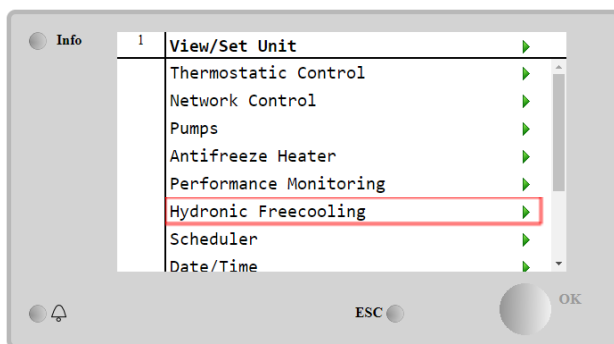 Info
1 View/Set Unit
Thermostatic Control
Network Control
Pumps
Antifreeze Heater
Performance Monitoring
Hydronic Freecooling
Scheduler
Date/Time
ESC
OK